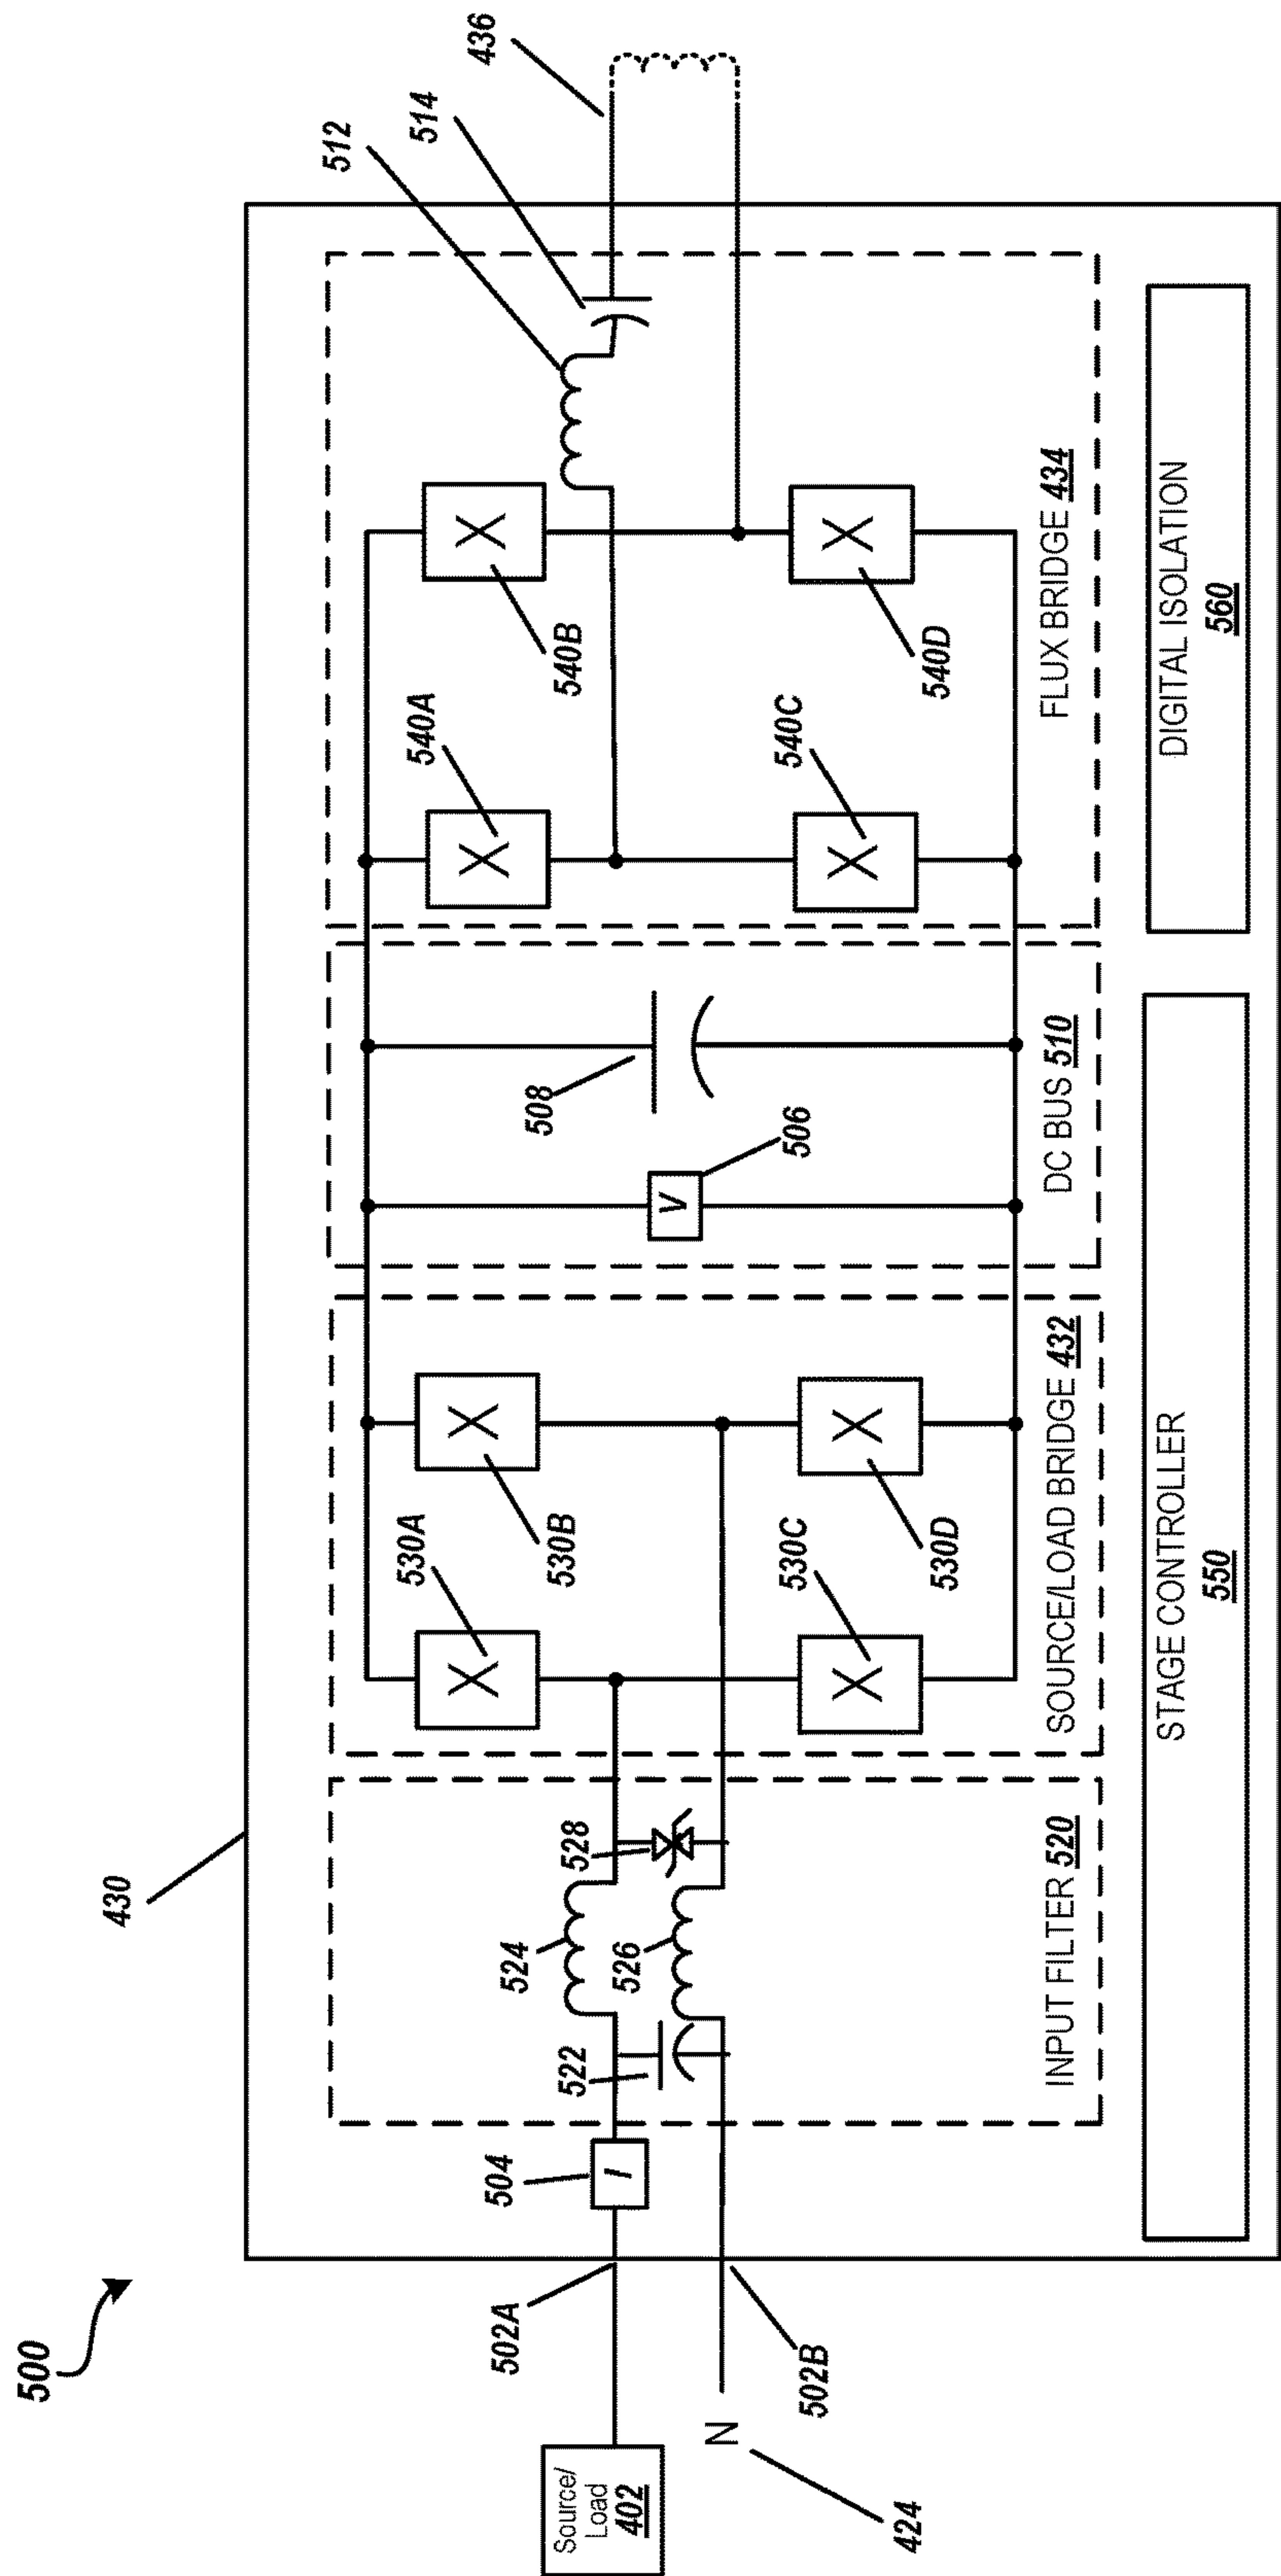 500
430
512
514
436
Source/
Load
402
N
424
502A
502B
504
I
522
524
526
528
INPUT FILTER 520
530A
X
530B
X
530C
X
530D
X
SOURCE/LOAD BRIDGE 432
508
506
V
DC BUS 510
540A
X
540B
X
540C
X
540D
X
FLUX BRIDGE 434
STAGE CONTROLLER
550
DIGITAL ISOLATION
560